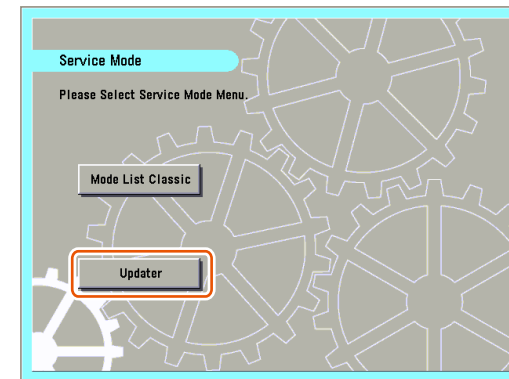 Service Mode
Please Select Service Mode Menu.
Mode List Classic
Updater